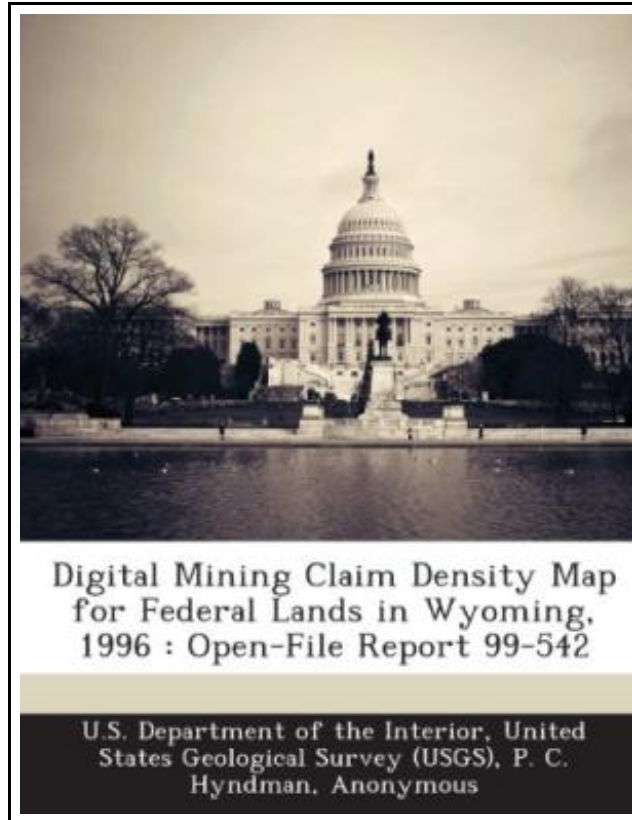 Digital Mining Claim Density Map
for Federal Lands in Wyoming,
1996 : Open-File Report 99-542
U.S. Department of the Interior, United
States Geological Survey (USGS), P. C.
Hyndman, Anonymous